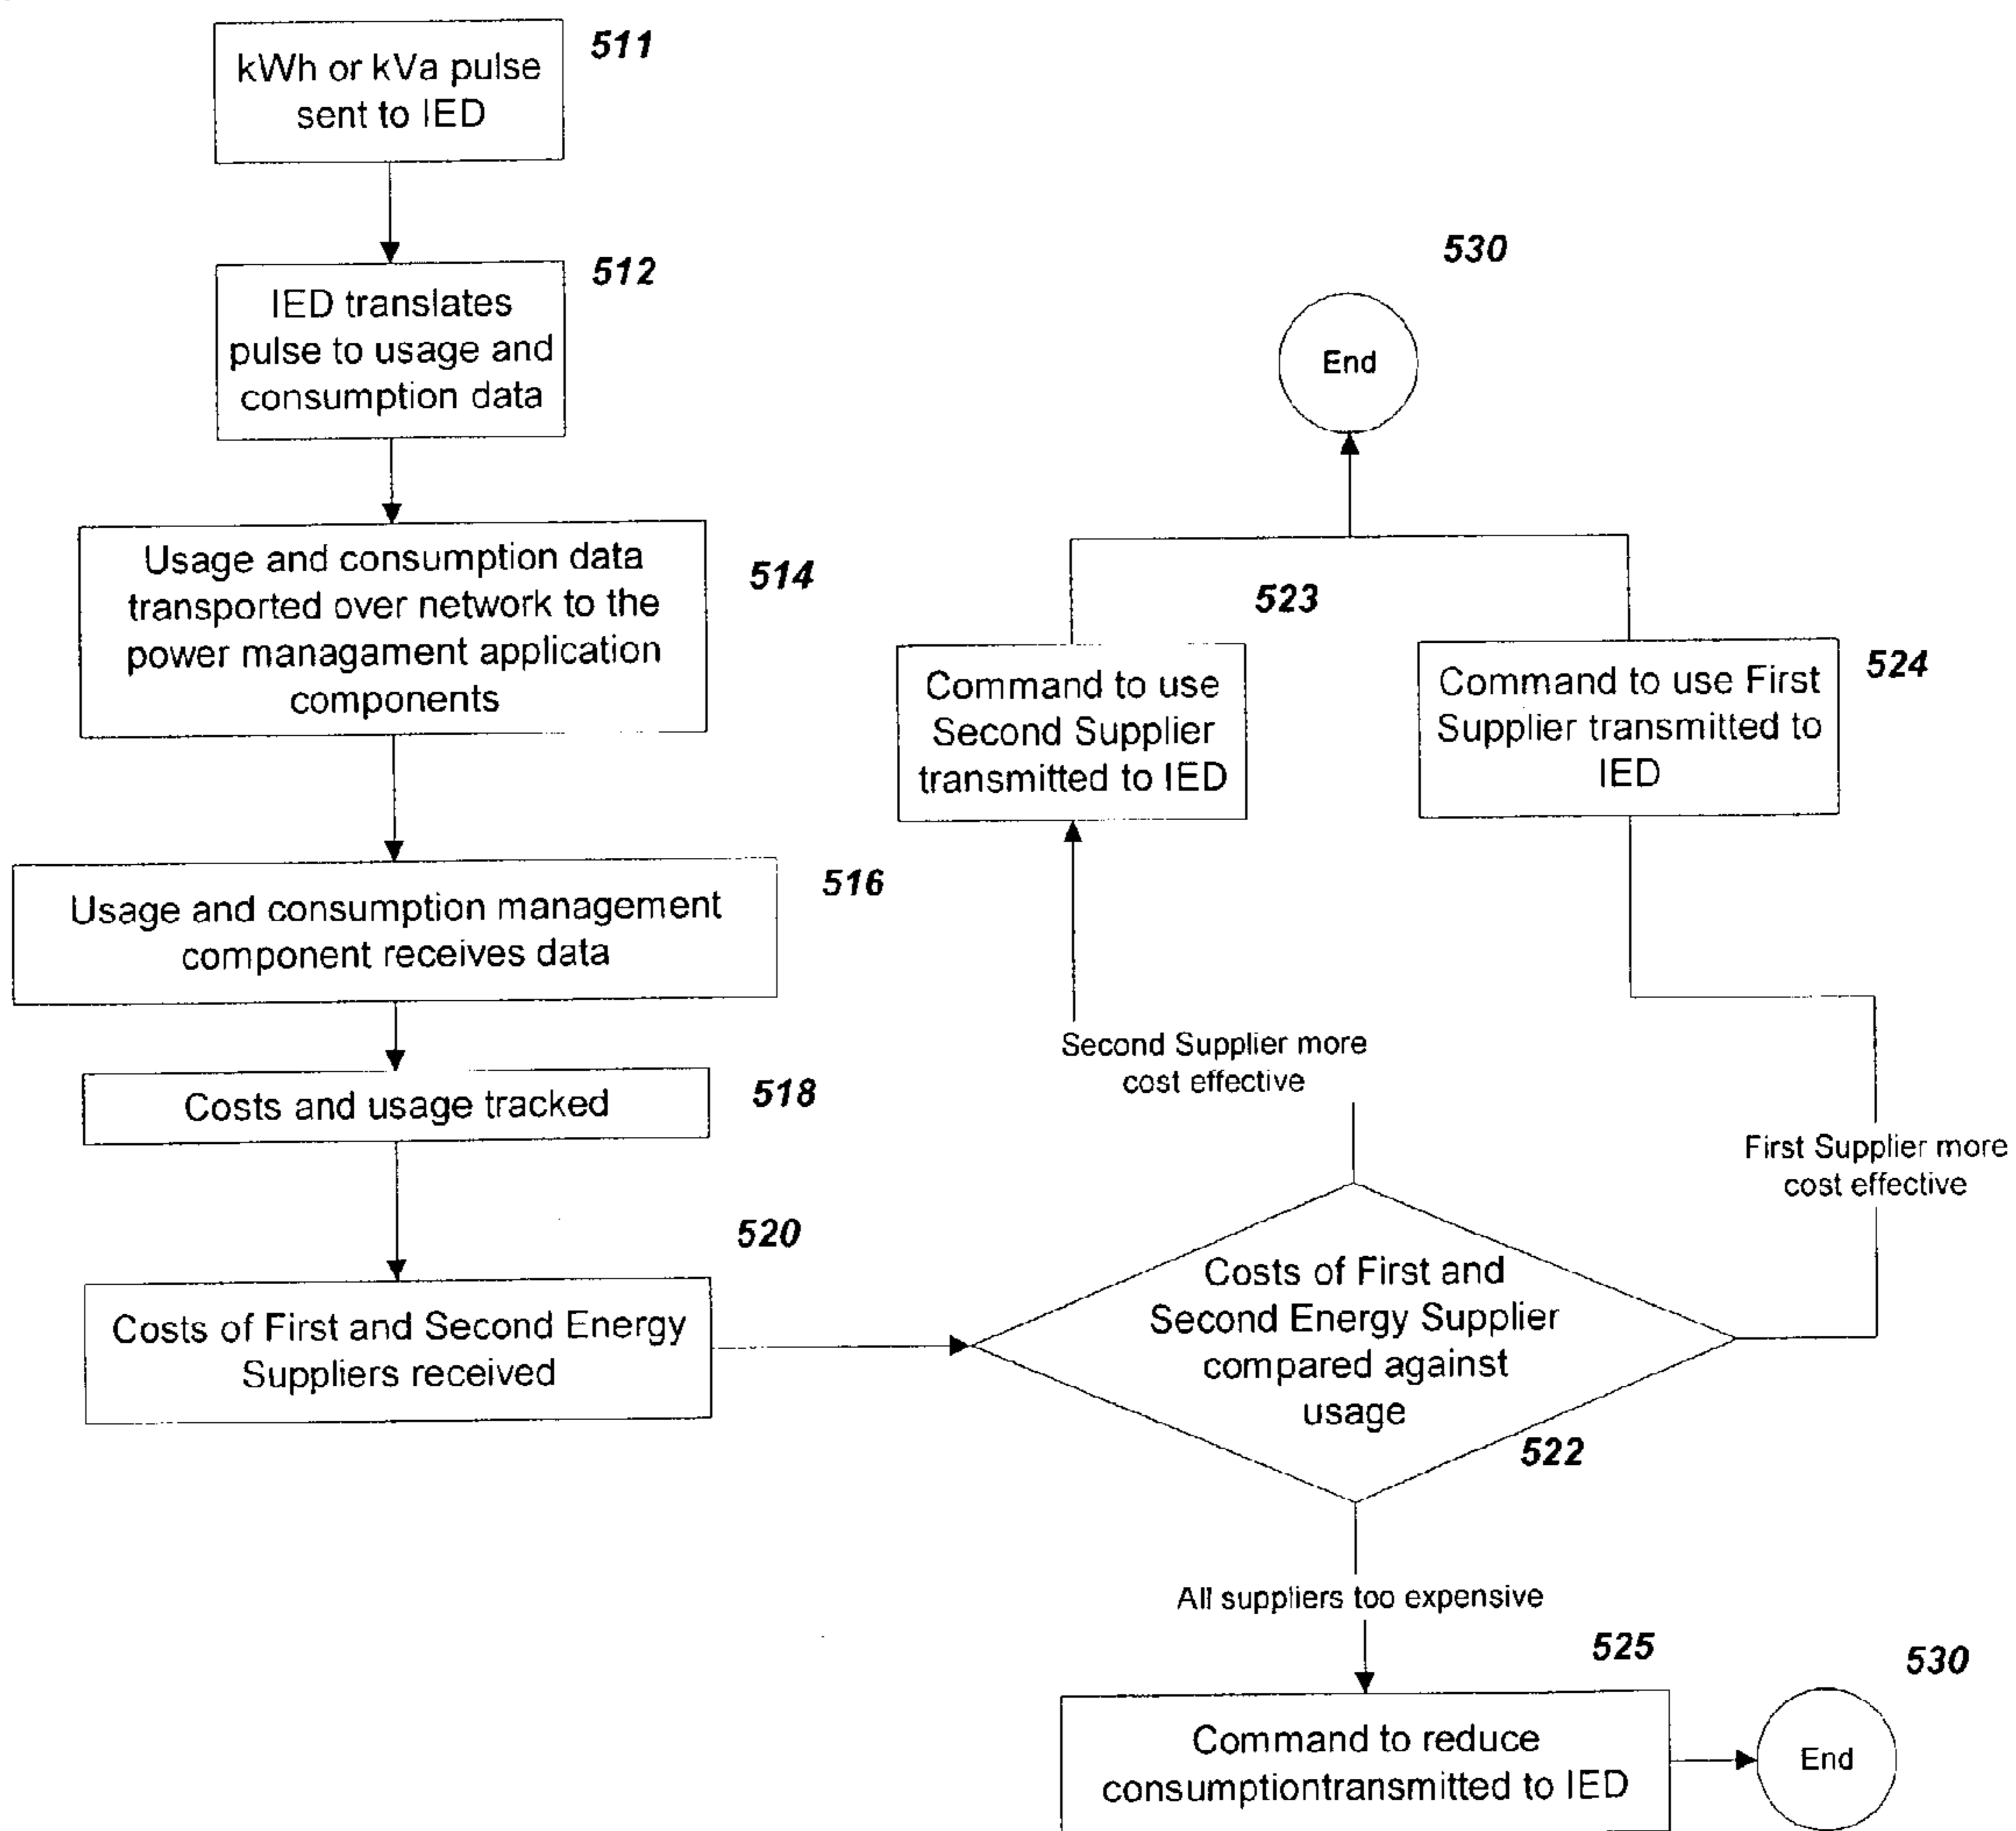 kWh or kVa pulse
sent to IED
511
IED translates
pulse to usage and
consumption data
512
Usage and consumption data
transported over network to the
power managament application
components
514
Usage and consumption management
component receives data
516
Costs and usage tracked
518
Costs of First and Second Energy
Suppliers received
520
Costs of First and
Second Energy Supplier
compared against
usage
522
Second Supplier more
cost effective
Command to use
Second Supplier
transmitted to IED
523
First Supplier more
cost effective
Command to use First
Supplier transmitted to
IED
524
530
End
All suppliers too expensive
525
Command to reduce
consumptiontransmitted to IED
530
End